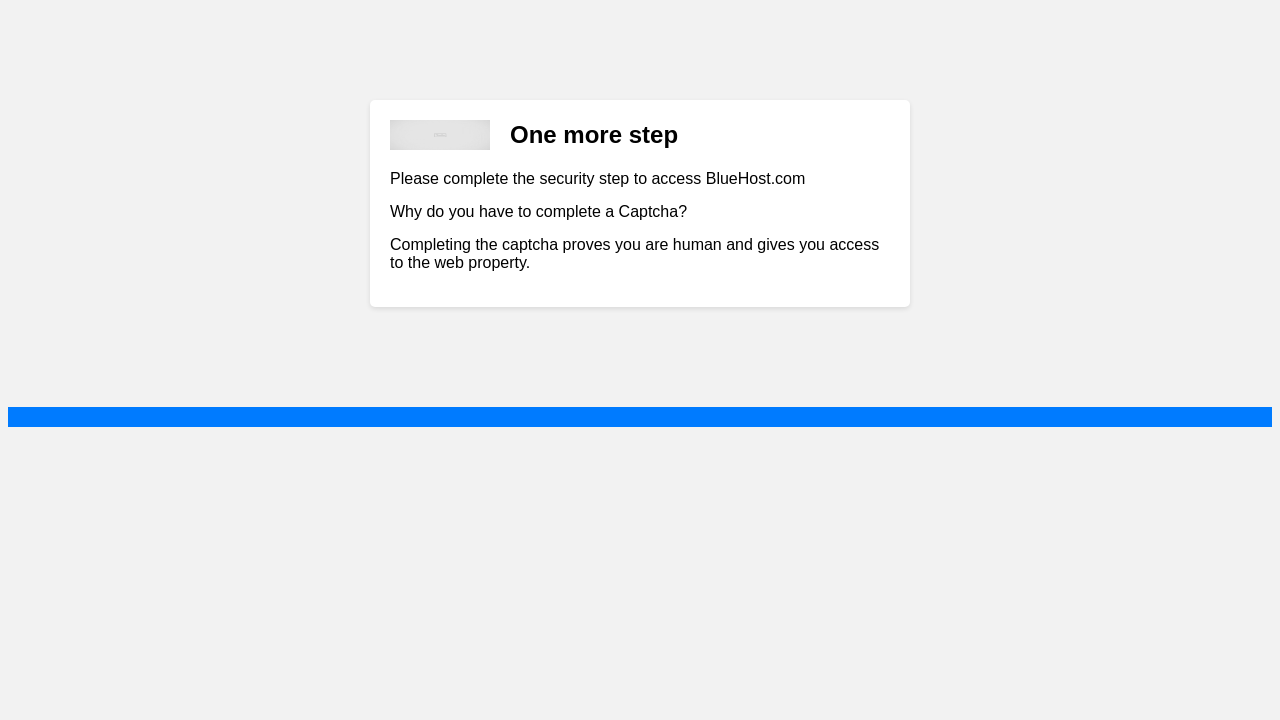 One more step
Please complete the security step to access BlueHost.com
Why do you have to complete a Captcha?
Completing the captcha proves you are human and gives you access
to the web property.